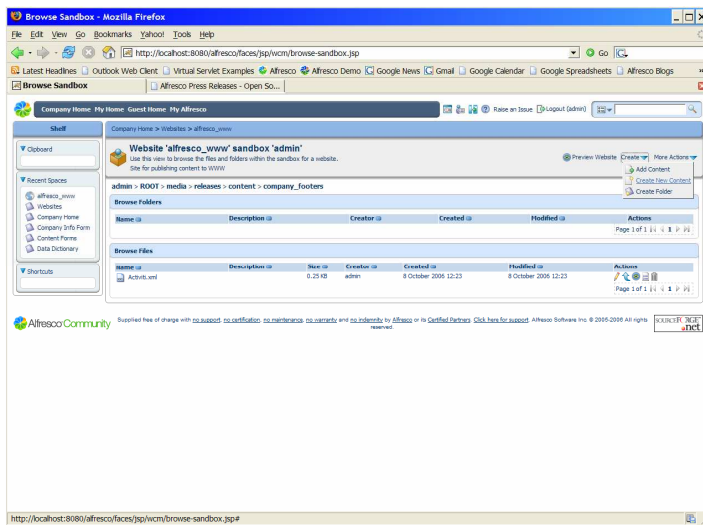 Browse Sandbox - Mozilla Firefox
File Edit View Go Bookmarks Yahoo! Tools Help
http://localhost:8080/alfresco/faces/jsp/wcm/browse-sandbox.jsp Go
Latest Headlines Outlook Web Client Virtual Servlet Examples Alfresco Alfresco Demo Google News Gmail Google Calendar Google Spreadsheets Alfresco Blogs
Browse Sandbox Alfresco Press Releases - Open So...
Company Home My Home Guest Home My Alfresco Raise an Issue Logout (admin)
Shelf Company Home > Websites > alfresco_www
Clipboard
Website 'alfresco_www' sandbox 'admin'
Use this view to browse the files and folders within the sandbox for a website.
Site for publishing content to WWW
Preview Website Create More Actions
Add Content
Create New Content
Create Folder
Recent Spaces
alfresco_www
Websites
Company Home
Company Info Form
Content Forms
Data Dictionary
Shortcuts
admin > ROOT > media > releases > content > company_footers
Browse Folders
Name Description Creator Created Modified Actions
Page 1 of 1 1
Browse Files
Name Description Size Creator Created Modified Actions
Activiti.xml 0.25 KB admin 8 October 2006 12:23 8 October 2006 12:23
Page 1 of 1 1
Alfresco Community
Supplied free of charge with no support, no certification, no maintenance, no warranty and no indemnity by Alfresco or its Certified Partners. Click here for support. Alfresco Software Inc. © 2005-2006 All rights
reserved.
SOURCEFORGE
.net
http://localhost:8080/alfresco/faces/jsp/wcm/browse-sandbox.jsp#